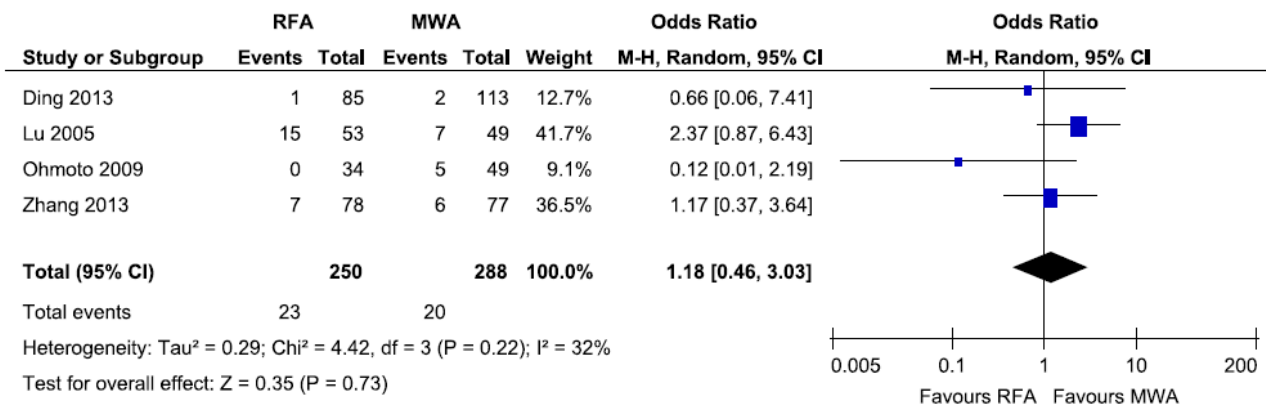 RFA MWA Odds Ratio Odds Ratio
Study or Subgroup Events Total Events Total Weight M-H, Random, 95% CI M-H, Random, 95% CI
Ding 2013 1 85 2 113 12.7% 0.66 [0.06, 7.41]
Lu 2005 15 53 7 49 41.7% 2.37 [0.87, 6.43]
Ohmoto 2009 0 34 5 49 9.1% 0.12 [0.01, 2.19]
Zhang 2013 7 78 6 77 36.5% 1.17 [0.37, 3.64]
Total (95% CI) 250 288 100.0% 1.18 [0.46, 3.03]
Total events 23 20
Heterogeneity: Tau² = 0.29; Chi² = 4.42, df = 3 (P = 0.22); I² = 32%
Test for overall effect: Z = 0.35 (P = 0.73)
0.005 0.1 1 10 200
Favours RFA Favours MWA